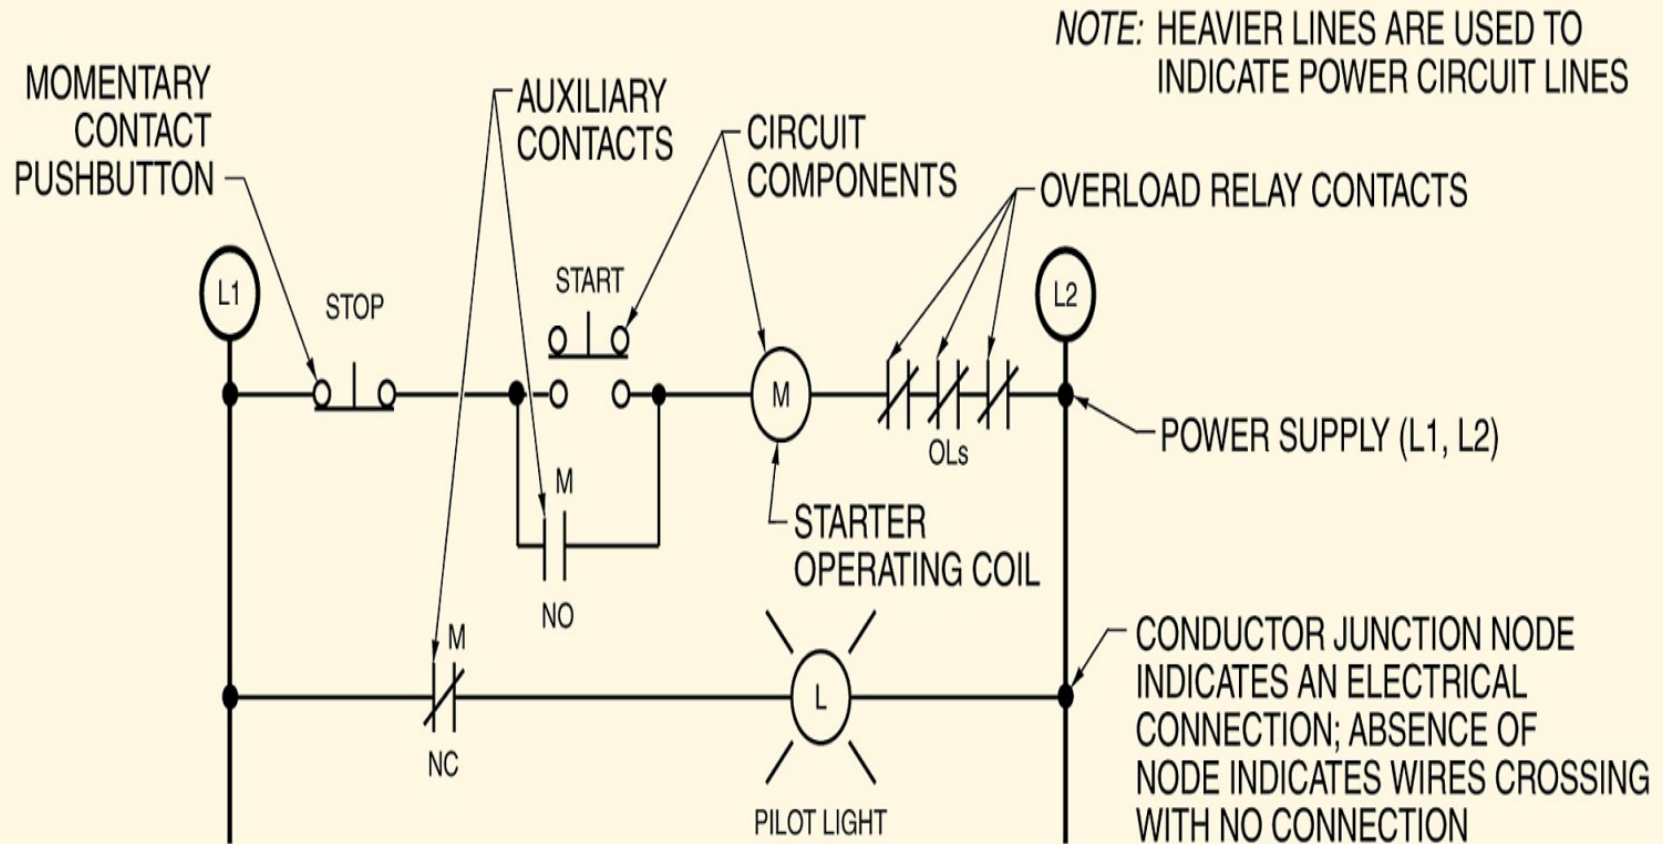 NOTE: HEAVIER LINES ARE USED TO
INDICATE POWER CIRCUIT LINES
MOMENTARY
CONTACT
PUSHBUTTON
AUXILIARY
CONTACTS
CIRCUIT
COMPONENTS
OVERLOAD RELAY CONTACTS
L1
STOP
START
L2
M
OLs
POWER SUPPLY (L1, L2)
M
NO
STARTER
OPERATING COIL
M
NC
L
PILOT LIGHT
CONDUCTOR JUNCTION NODE
INDICATES AN ELECTRICAL
CONNECTION; ABSENCE OF
NODE INDICATES WIRES CROSSING
WITH NO CONNECTION